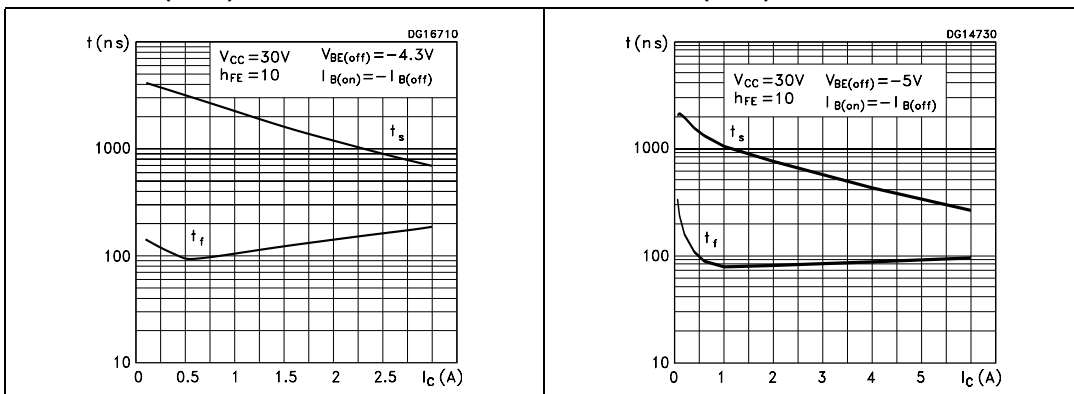 DG16710
t(ns)
V_CC=30V V_BE(off)=-4.3V
h_FE=10 I_B(on)=-I_B(off)
1000
t_s
t_f
100
10
0 0.5 1 1.5 2 2.5 I_C(A)
DG14730
t(ns)
V_CC=30V V_BE(off)=-5V
h_FE=10 I_B(on)=-I_B(off)
1000
t_s
t_f
100
10
0 1 2 3 4 5 I_C(A)